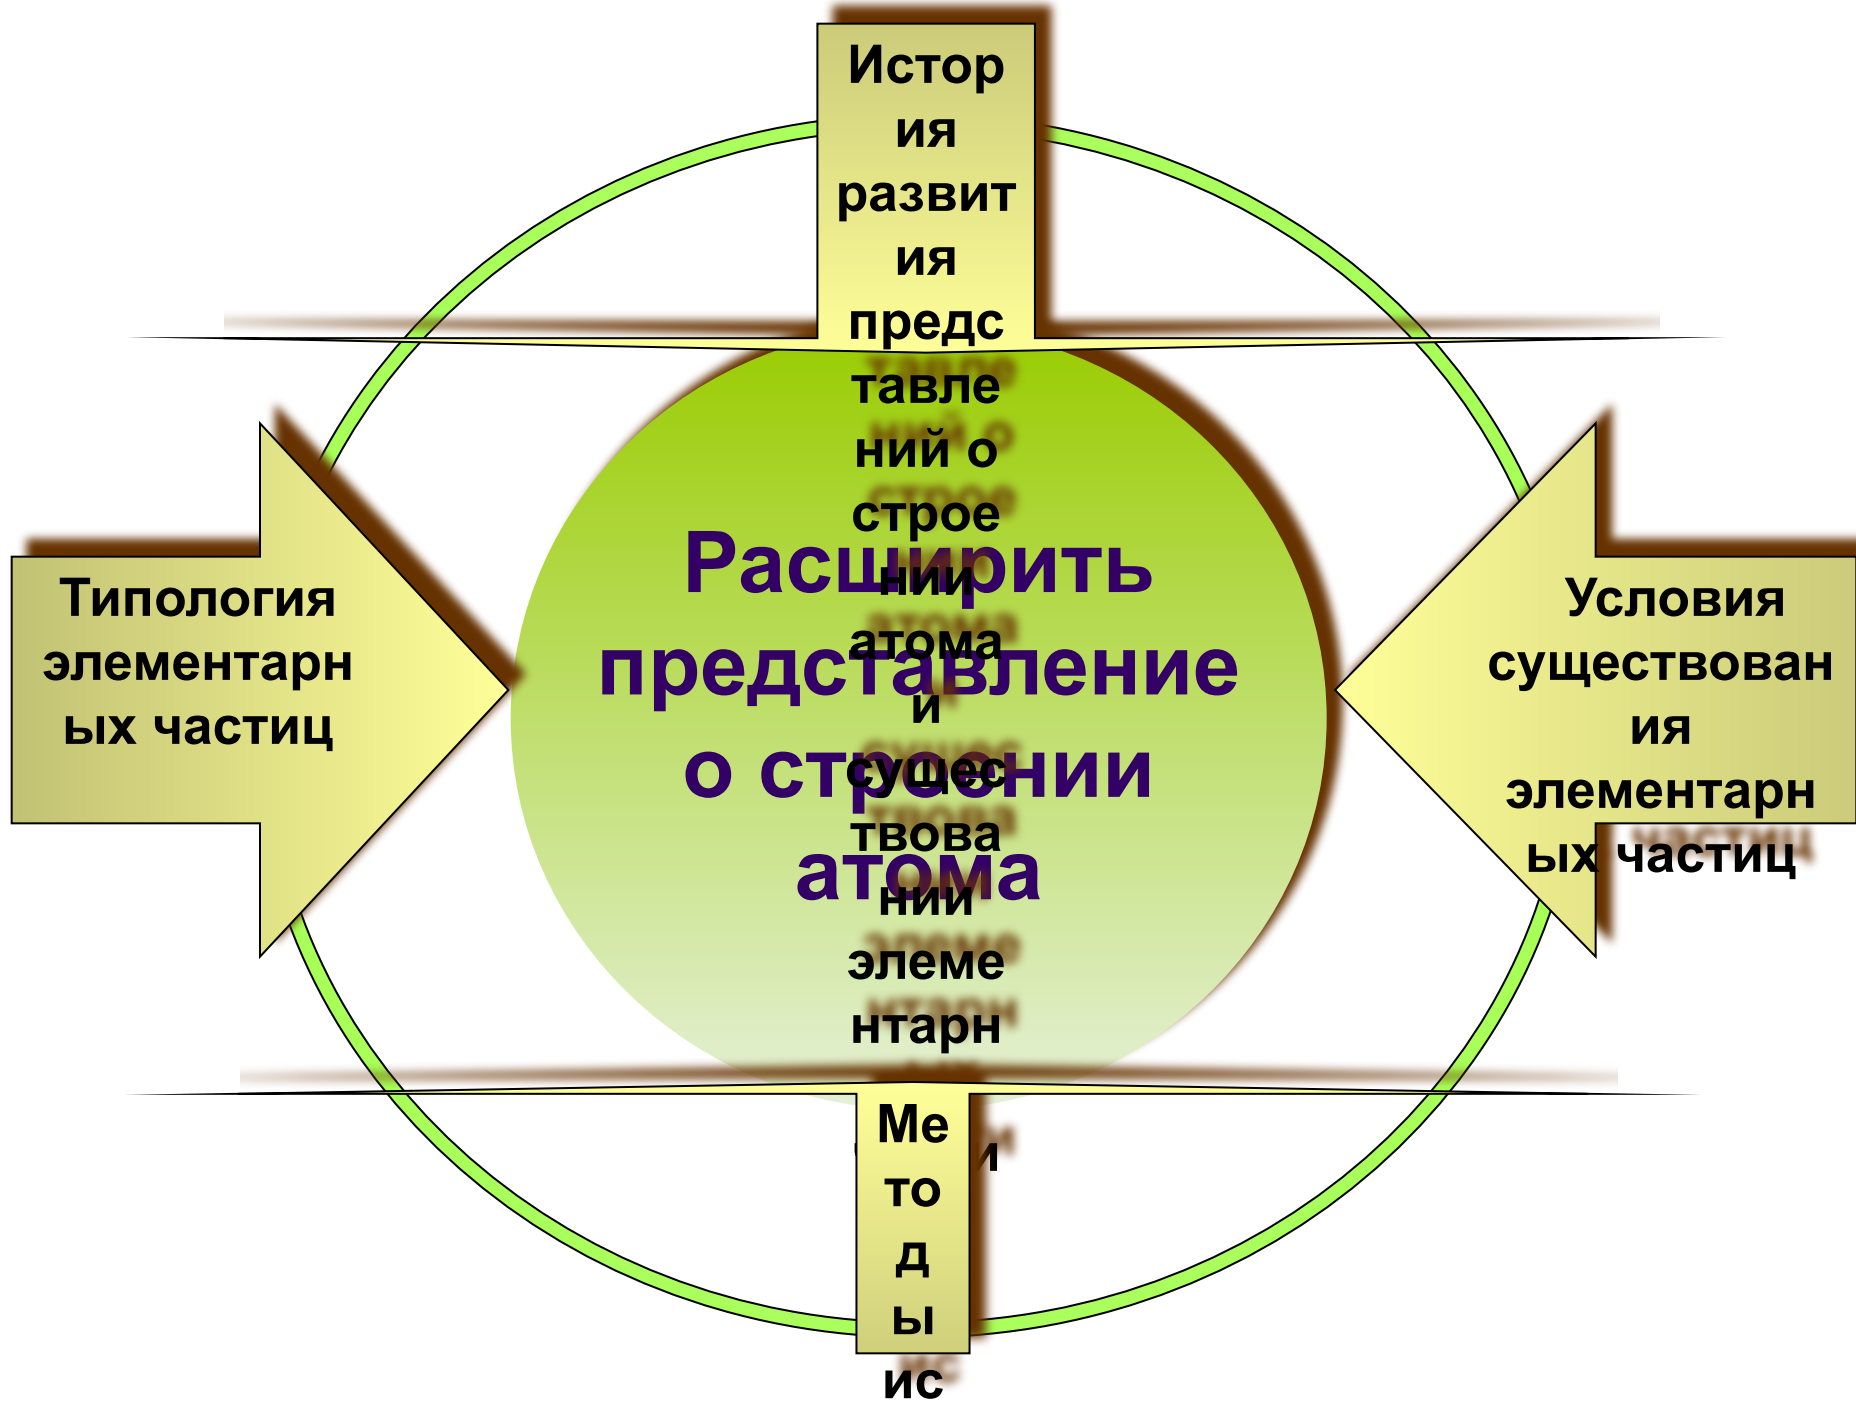 Истор
ия
развит
ия
предс
тавле
ний о
строе
нии
атома
и
сущес
твова
нии
элеме
нтарн
Типология
элементарн
ых частиц
Расширить
представление
о строении
атома
Условия
существован
ия
элементарн
ых частиц
Ме
то
д
ы
ис